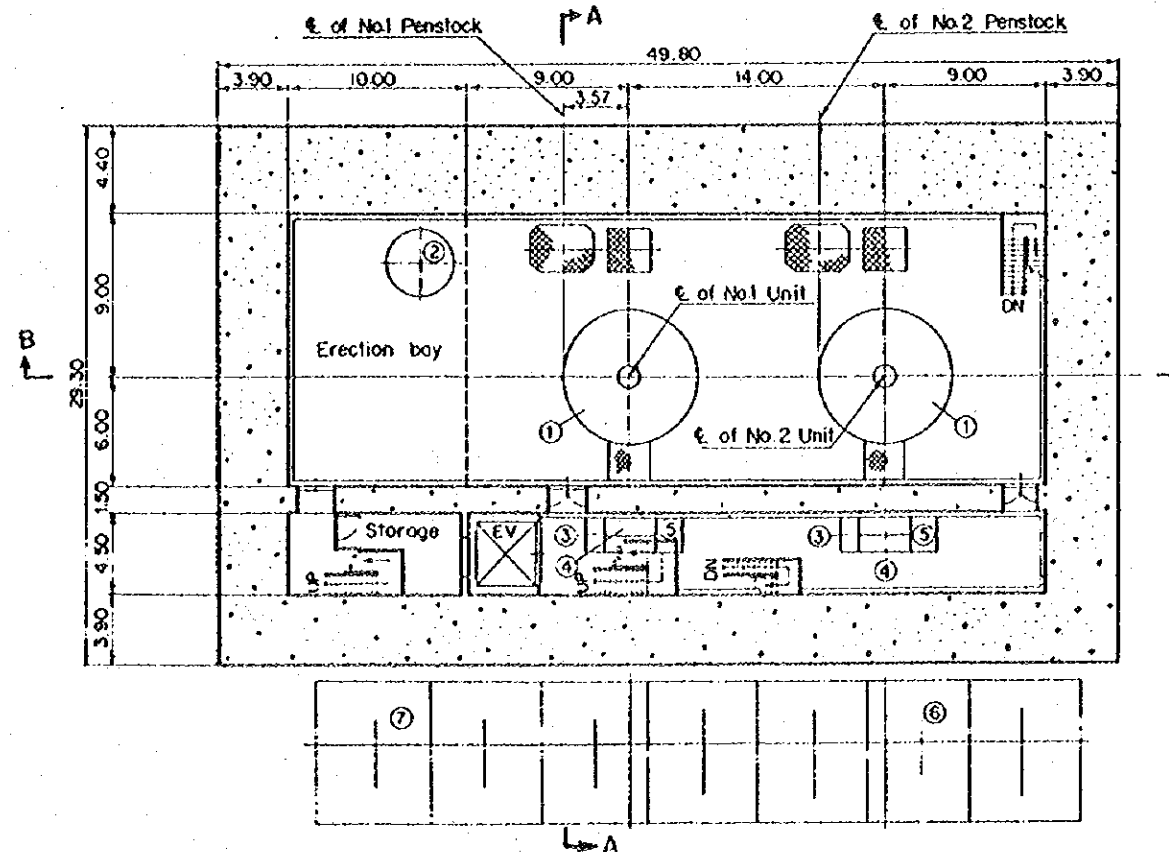 ℄ of No.1 Penstock
A
℄ of No.2 Penstock
49.80
3.90
10.00
9.00
14.00
9.00
3.90
3.57
4.40
9.00
6.00
1.50
4.50
3.90
29.30
B
②
DN
℄ of No.1 Unit
Erection bay
①
℄ of No.2 Unit
①
Storage
EV
③
5
③
⑤
④
④
UP
UP
DN
⑦
⑥
A